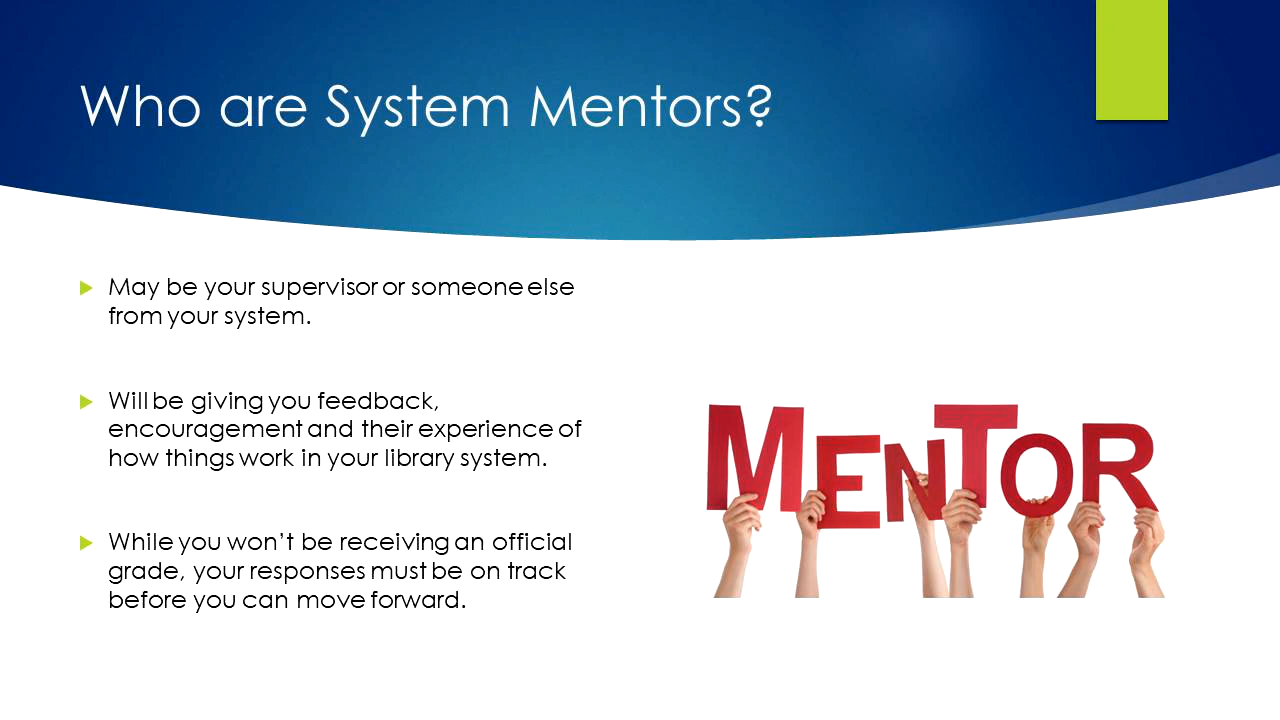 Who are System Mentors?
May be your supervisor or someone else
from your system.
Will be giving you feedback,
encouragement and their experience of
how things work in your library system.
While you won’t be receiving an official
grade, your responses must be on track
before you can move forward.
MENTOR